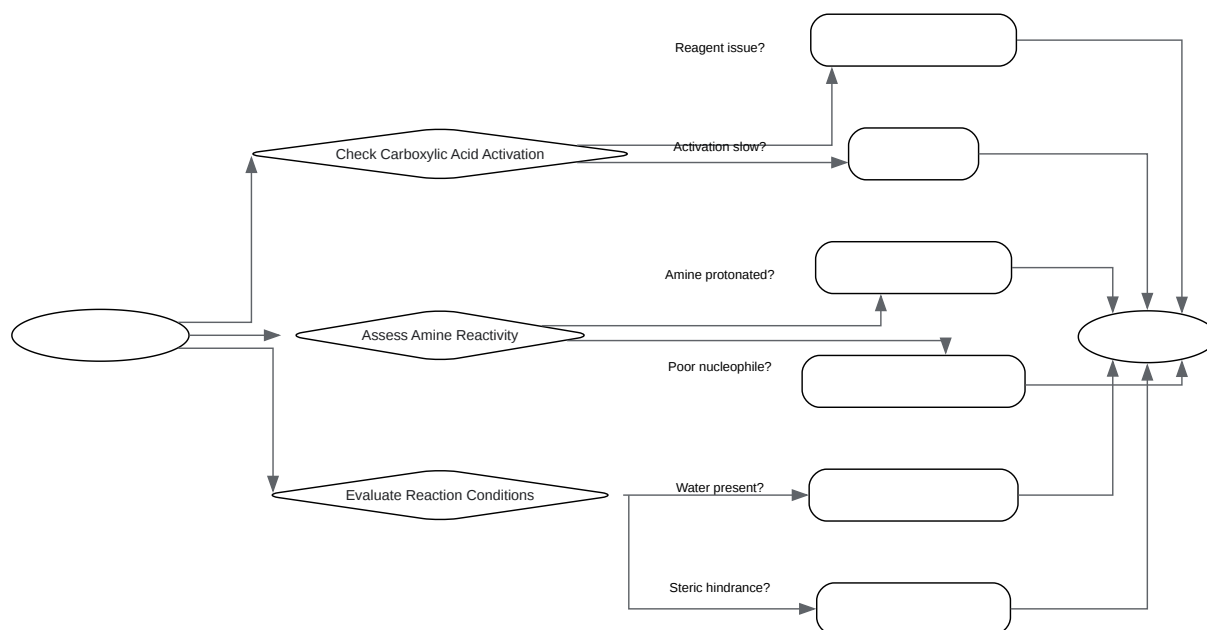 Reagent issue?
Check Carboxylic Acid Activation
Activation slow?
Amine protonated?
Assess Amine Reactivity
Poor nucleophile?
Evaluate Reaction Conditions
Water present?
Steric hindrance?